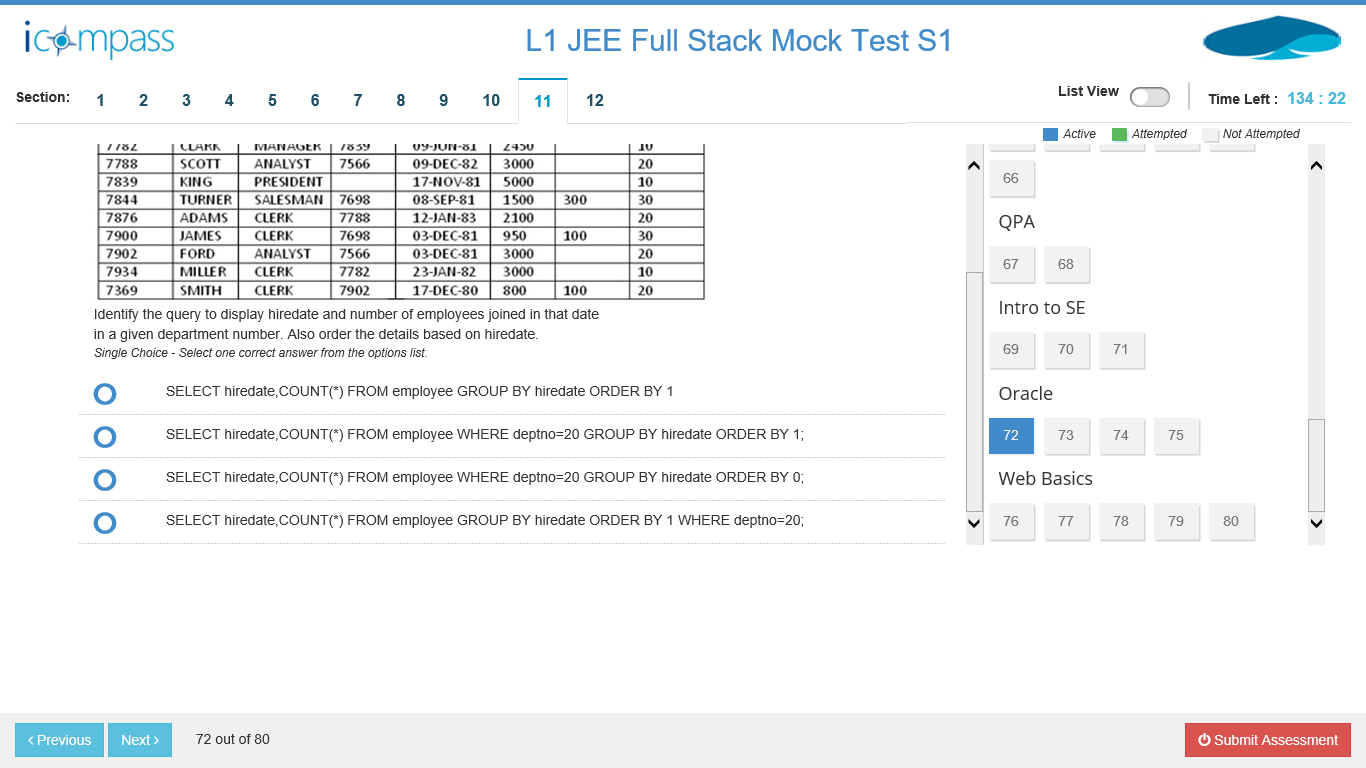 icompass
L1 JEE Full Stack Mock Test S1
Section: 1 2 3 4 5 6 7 8 9 10 11 12
List View
Time Left : 134 : 22
Active Attempted Not Attempted
7782 CLARK MANAGER 7839 09-JUN-81 2450 10
7788 SCOTT ANALYST 7566 09-DEC-82 3000 20
7839 KING PRESIDENT 17-NOV-81 5000 10
7844 TURNER SALESMAN 7698 08-SEP-81 1500 300 30
7876 ADAMS CLERK 7788 12-JAN-83 2100 20
7900 JAMES CLERK 7698 03-DEC-81 950 100 30
7902 FORD ANALYST 7566 03-DEC-81 3000 20
7934 MILLER CLERK 7782 23-JAN-82 3000 10
7369 SMITH CLERK 7902 17-DEC-80 800 100 20
Identify the query to display hiredate and number of employees joined in that date
in a given department number. Also order the details based on hiredate.
Single Choice - Select one correct answer from the options list.
SELECT hiredate,COUNT(*) FROM employee GROUP BY hiredate ORDER BY 1
SELECT hiredate,COUNT(*) FROM employee WHERE deptno=20 GROUP BY hiredate ORDER BY 1;
SELECT hiredate,COUNT(*) FROM employee WHERE deptno=20 GROUP BY hiredate ORDER BY 0;
SELECT hiredate,COUNT(*) FROM employee GROUP BY hiredate ORDER BY 1 WHERE deptno=20;
66
QPA
67 68
Intro to SE
69 70 71
Oracle
72 73 74 75
Web Basics
76 77 78 79 80
‹ Previous
Next ›
72 out of 80
Submit Assessment